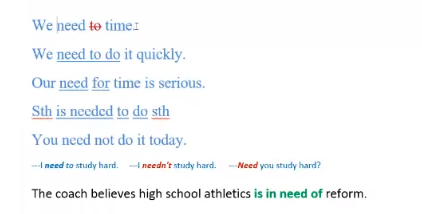 We need to time.
We need to do it quickly.
Our need for time is serious.
Sth is needed to do sth
You need not do it today.
---I need to study hard. ---I needn't study hard. ---Need you study hard?
The coach believes high school athletics is in need of reform.